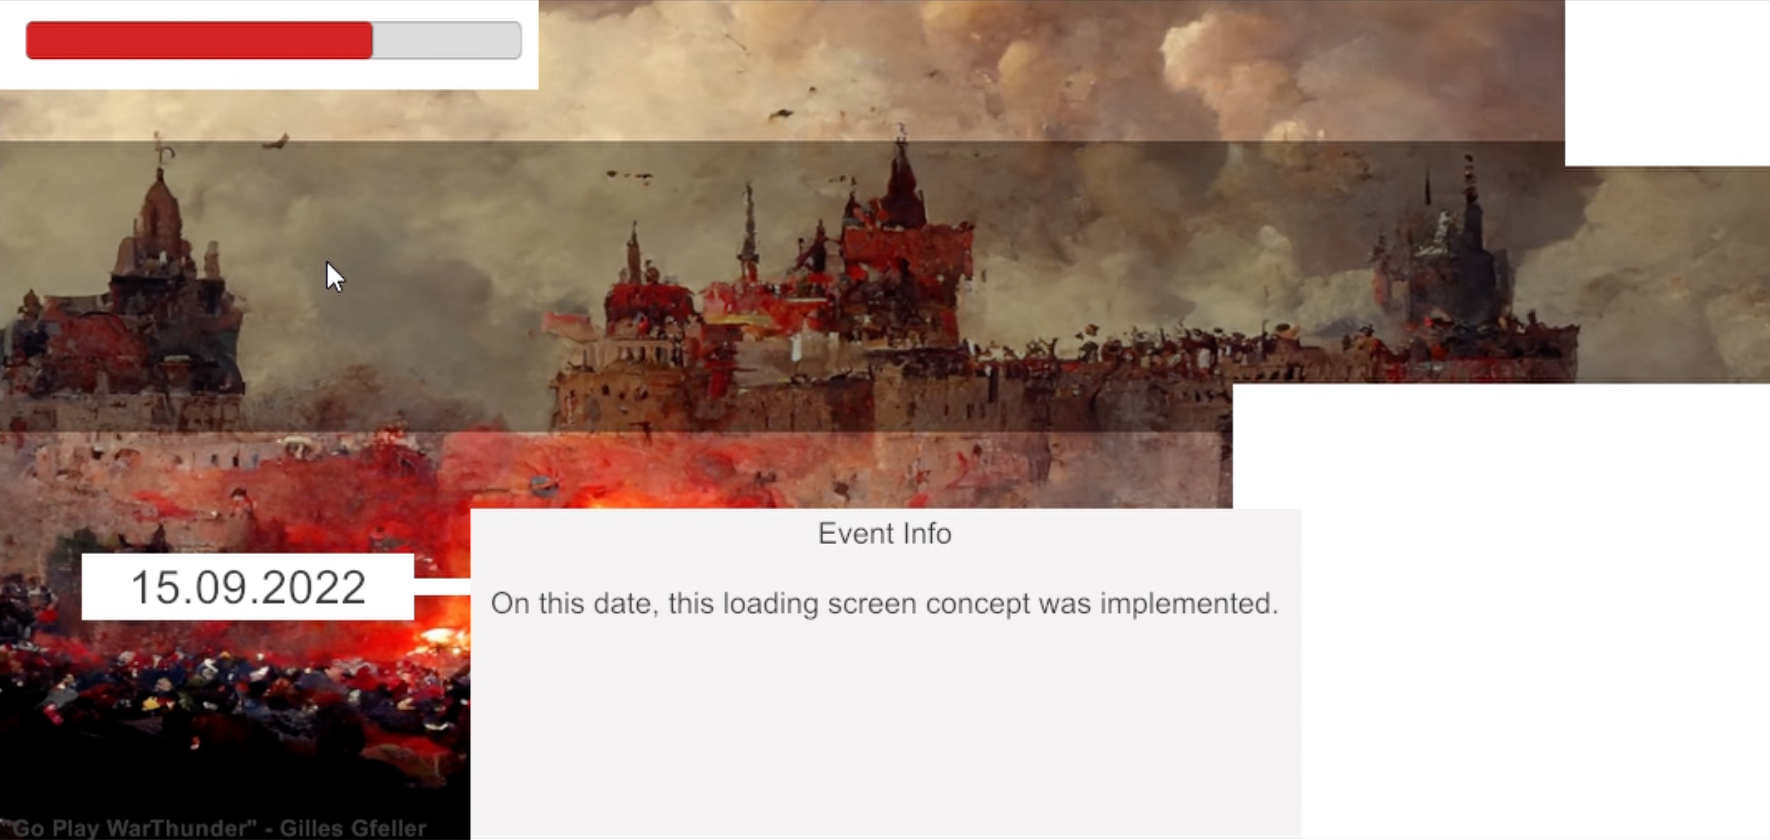 Event Info
15.09.2022
On this date, this loading screen concept was implemented.
"Go Play WarThunder" - Gilles Gfeller